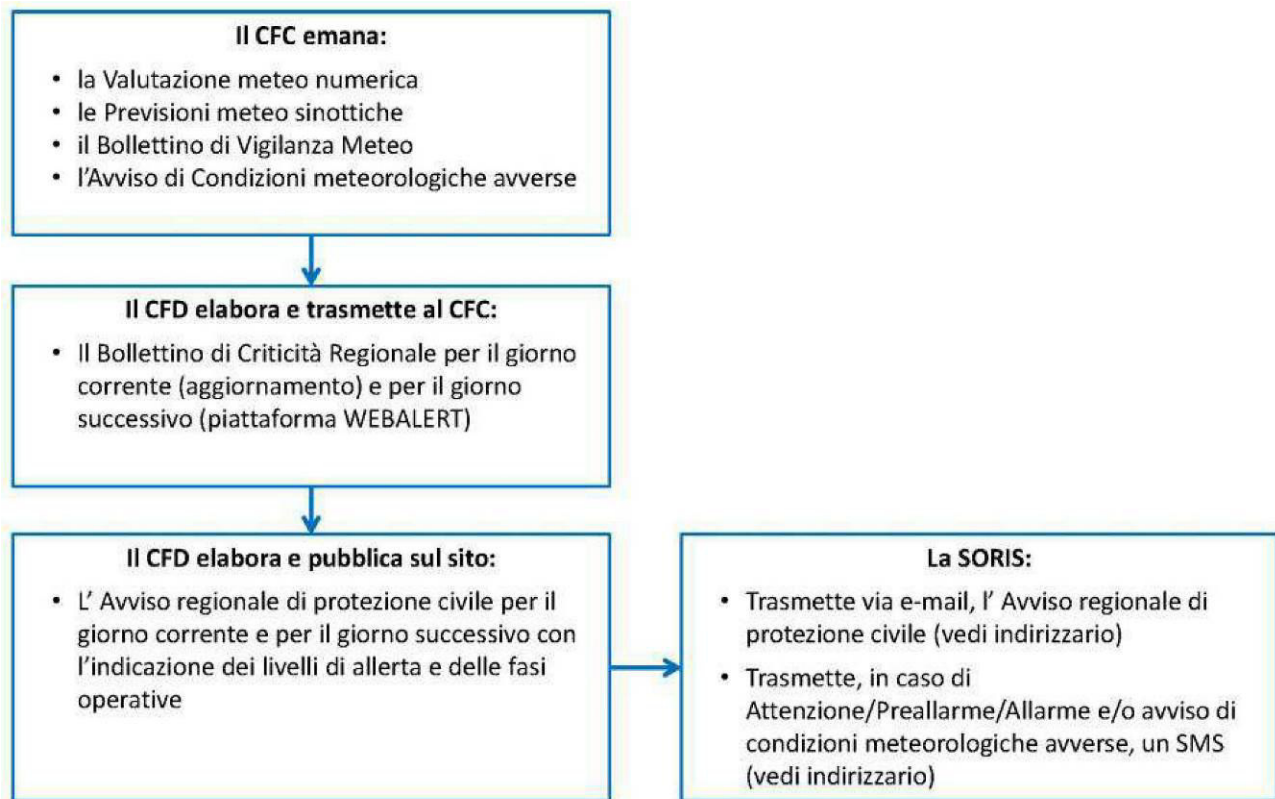 Il CFC emana:
• la Valutazione meteo numerica
• le Previsioni meteo sinottiche
• il Bollettino di Vigilanza Meteo
• l'Avviso di Condizioni meteorologiche avverse
Il CFD elabora e trasmette al CFC:
• Il Bollettino di Criticità Regionale per il giorno
corrente (aggiornamento) e per il giorno
successivo (piattaforma WEBALERT)
Il CFD elabora e pubblica sul sito:
• L' Avviso regionale di protezione civile per il
giorno corrente e per il giorno successivo con
l'indicazione dei livelli di allerta e delle fasi
operative
La SORIS:
• Trasmette via e-mail, l' Avviso regionale di
protezione civile (vedi indirizzario)
• Trasmette, in caso di
Attenzione/Preallarme/Allarme e/o avviso di
condizioni meteorologiche avverse, un SMS
(vedi indirizzario)